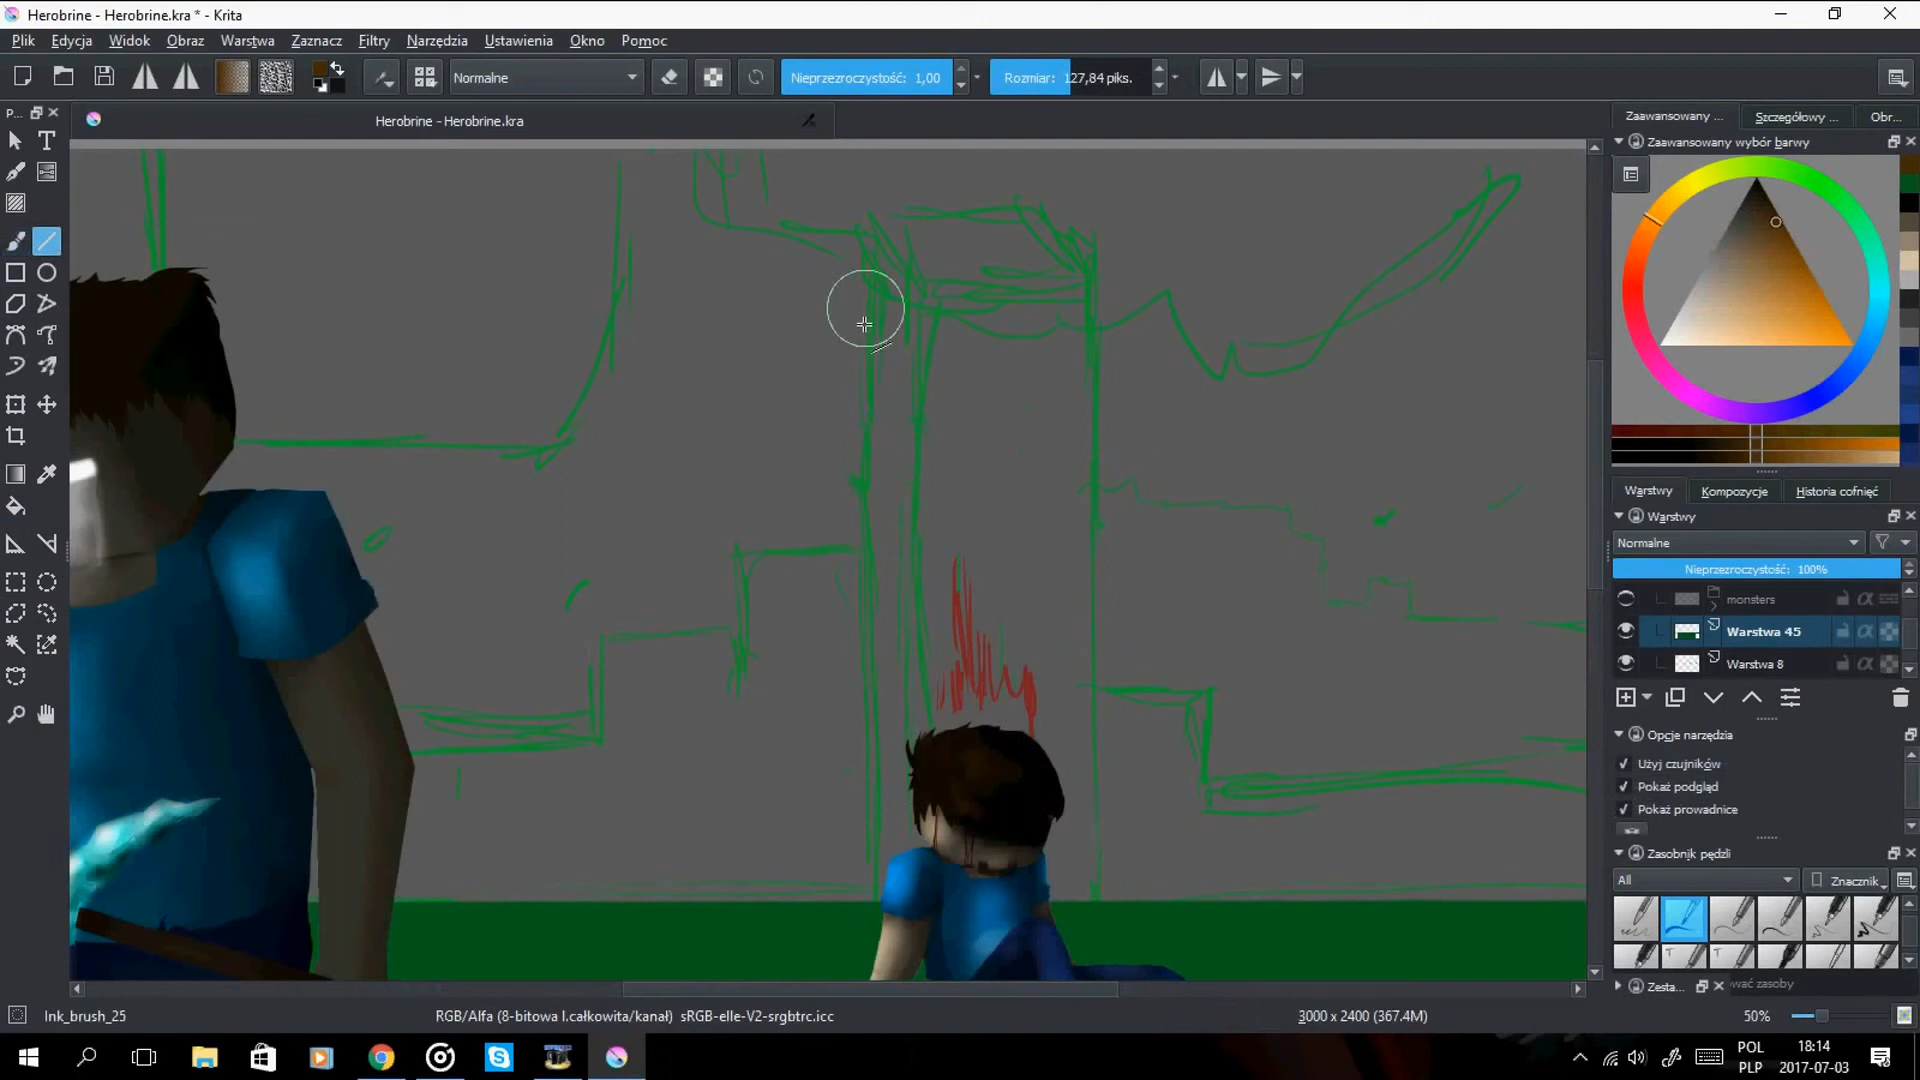 Herobrine - Herobrine.kra * - Krita
Plik Edycja Widok Obraz Warstwa Zaznacz Filtry Narzędzia Ustawienia Okno Pomoc
Normalne Nieprzezroczystość: 1,00 Rozmiar: 127,84 piks.
P...
Herobrine - Herobrine.kra
Zaawansowany ... Szczegółowy ... Obr...
Zaawansowany wybór barwy
Warstwy Kompozycje Historia cofnięć
Warstwy
Normalne
Nieprzezroczystość: 100%
monsters
Warstwa 45
Warstwa 8
Opcje narzędzia
Użyj czujników
Pokaż podgląd
Pokaż prowadnice
Zasobnik pędzli
All Znacznik
Zesta... wać zasoby
Ink_brush_25 RGB/Alfa (8-bitowa l.całkowita/kanał) sRGB-elle-V2-srgbtrc.icc 3000 x 2400 (367.4M) 50%
POL 18:14
PLP 2017-07-03